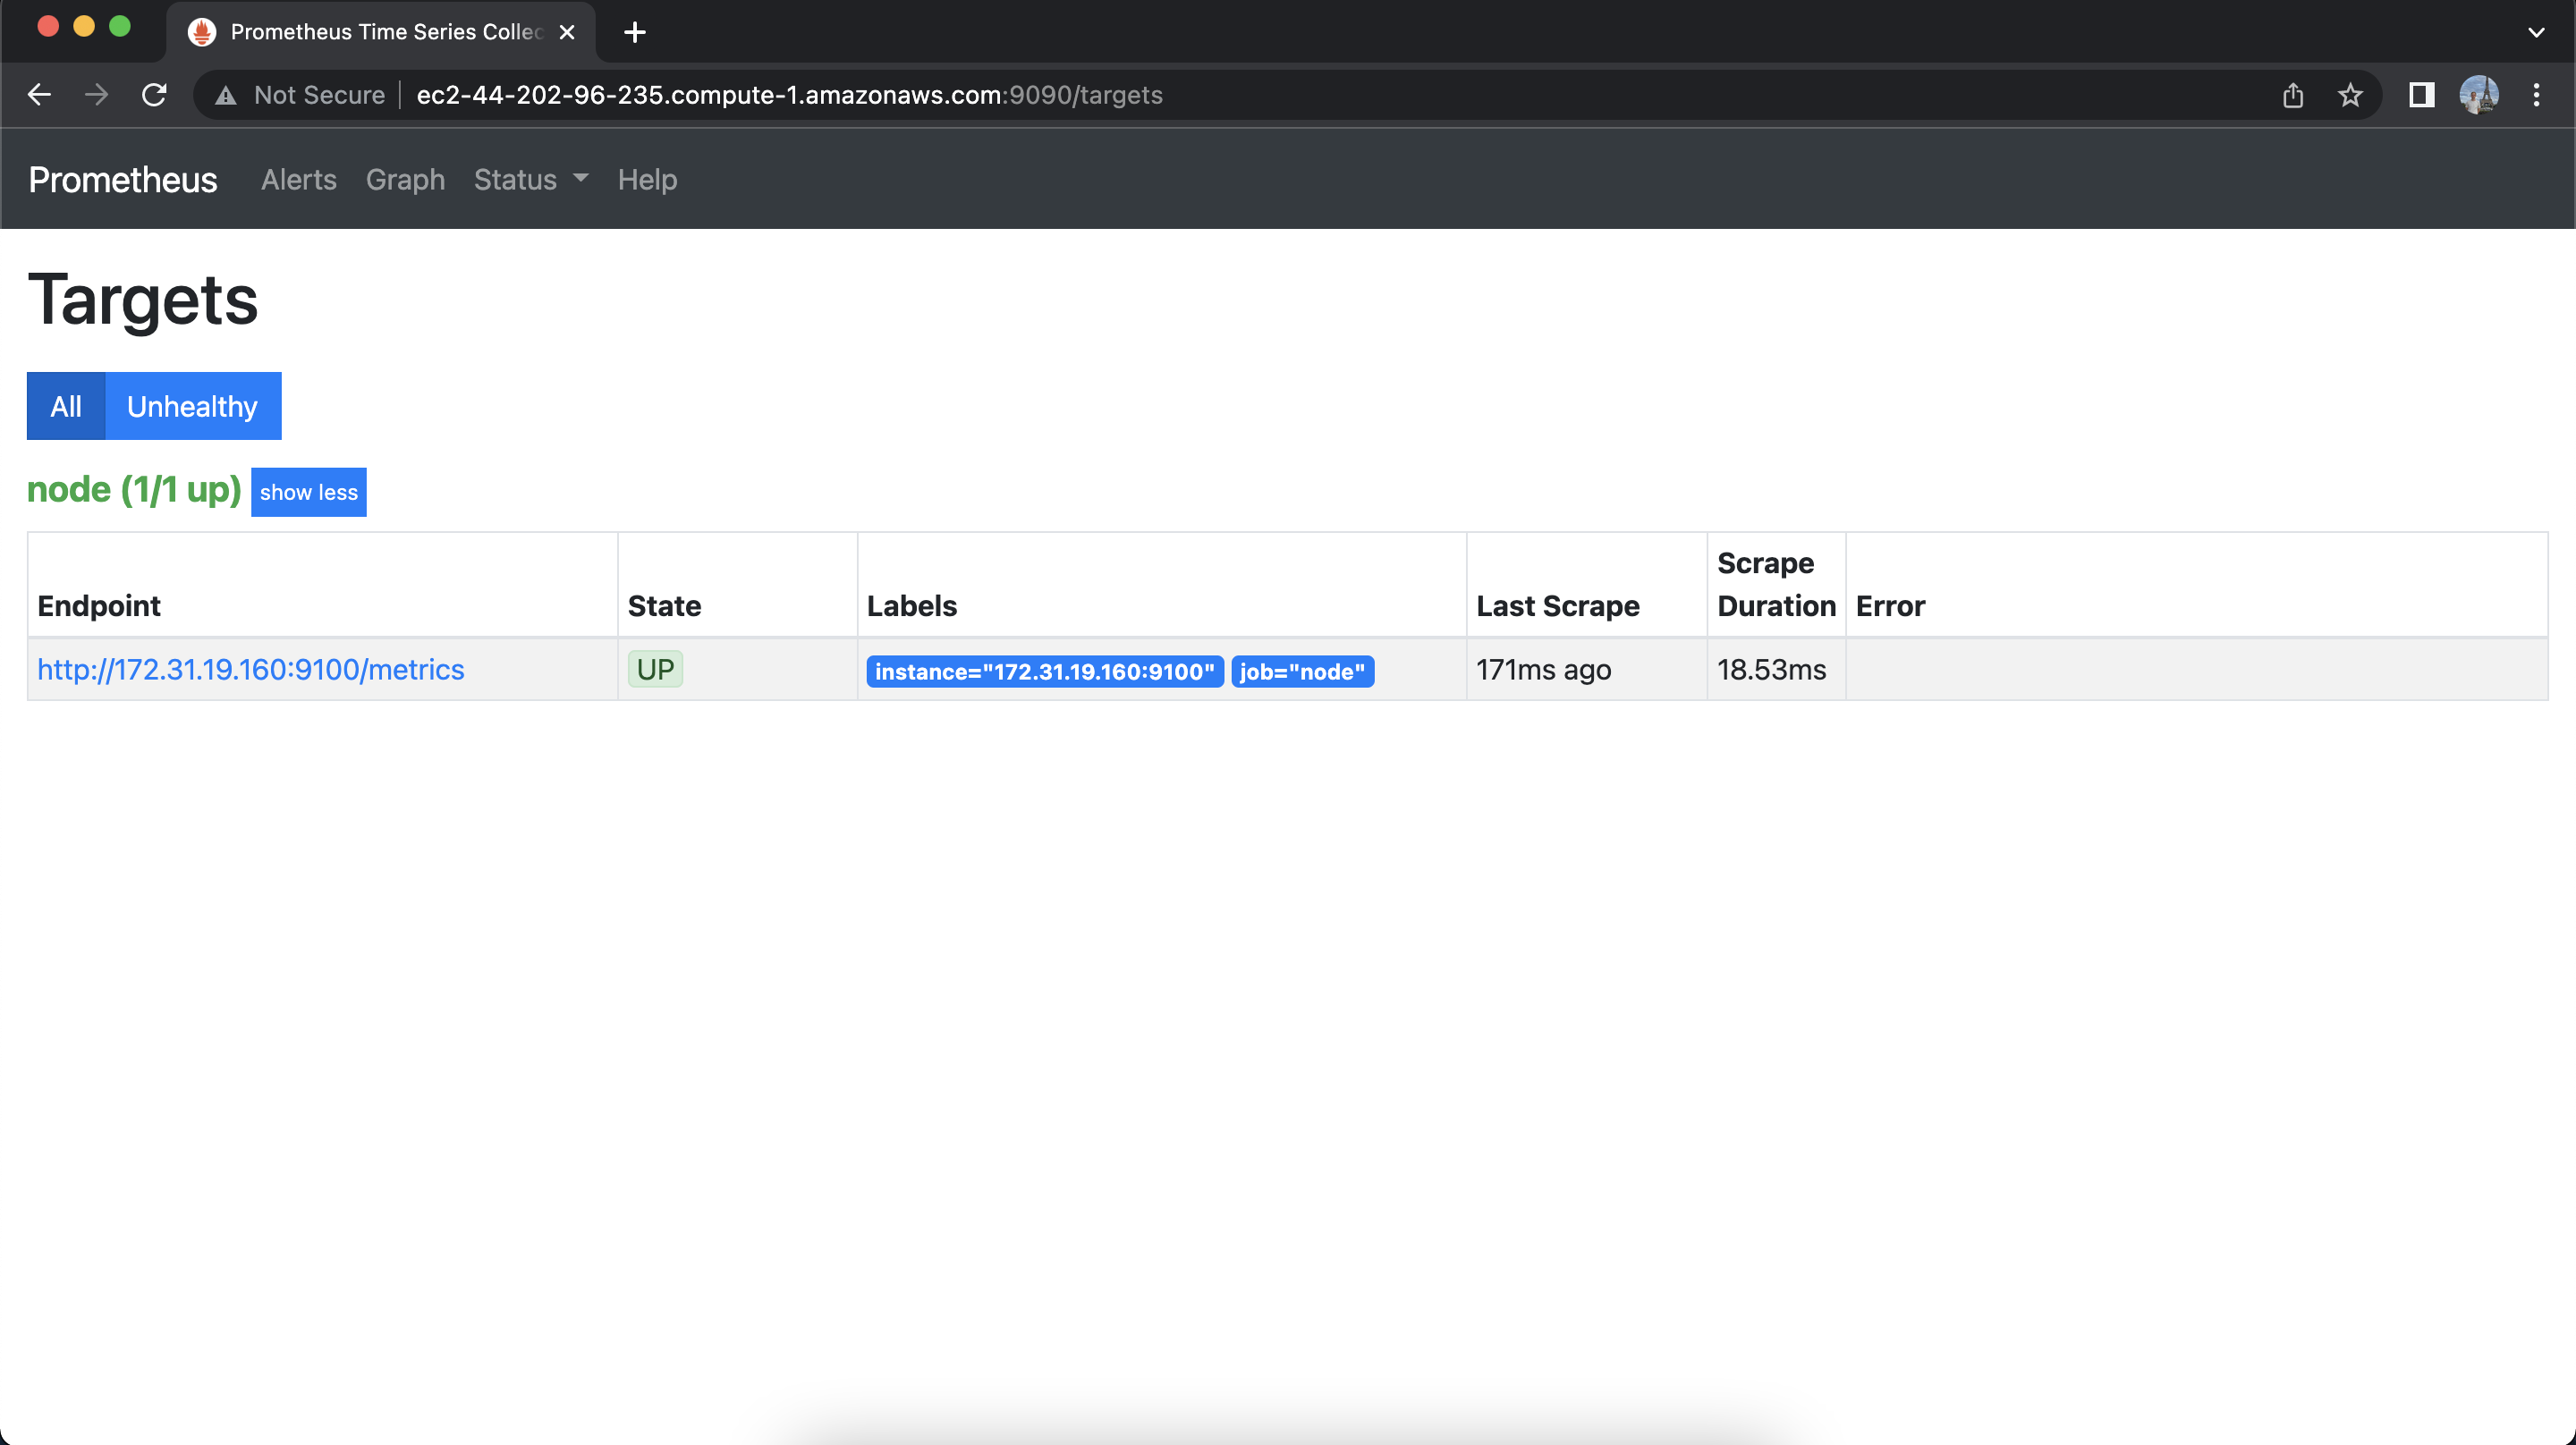 Prometheus Time Series Collec
Not Secure ec2-44-202-96-235.compute-1.amazonaws.com:9090/targets
Prometheus Alerts Graph Status Help
Targets
All Unhealthy
node (1/1 up) show less
Endpoint State Labels Last Scrape Scrape Duration Error
http://172.31.19.160:9100/metrics UP instance="172.31.19.160:9100" job="node" 171ms ago 18.53ms